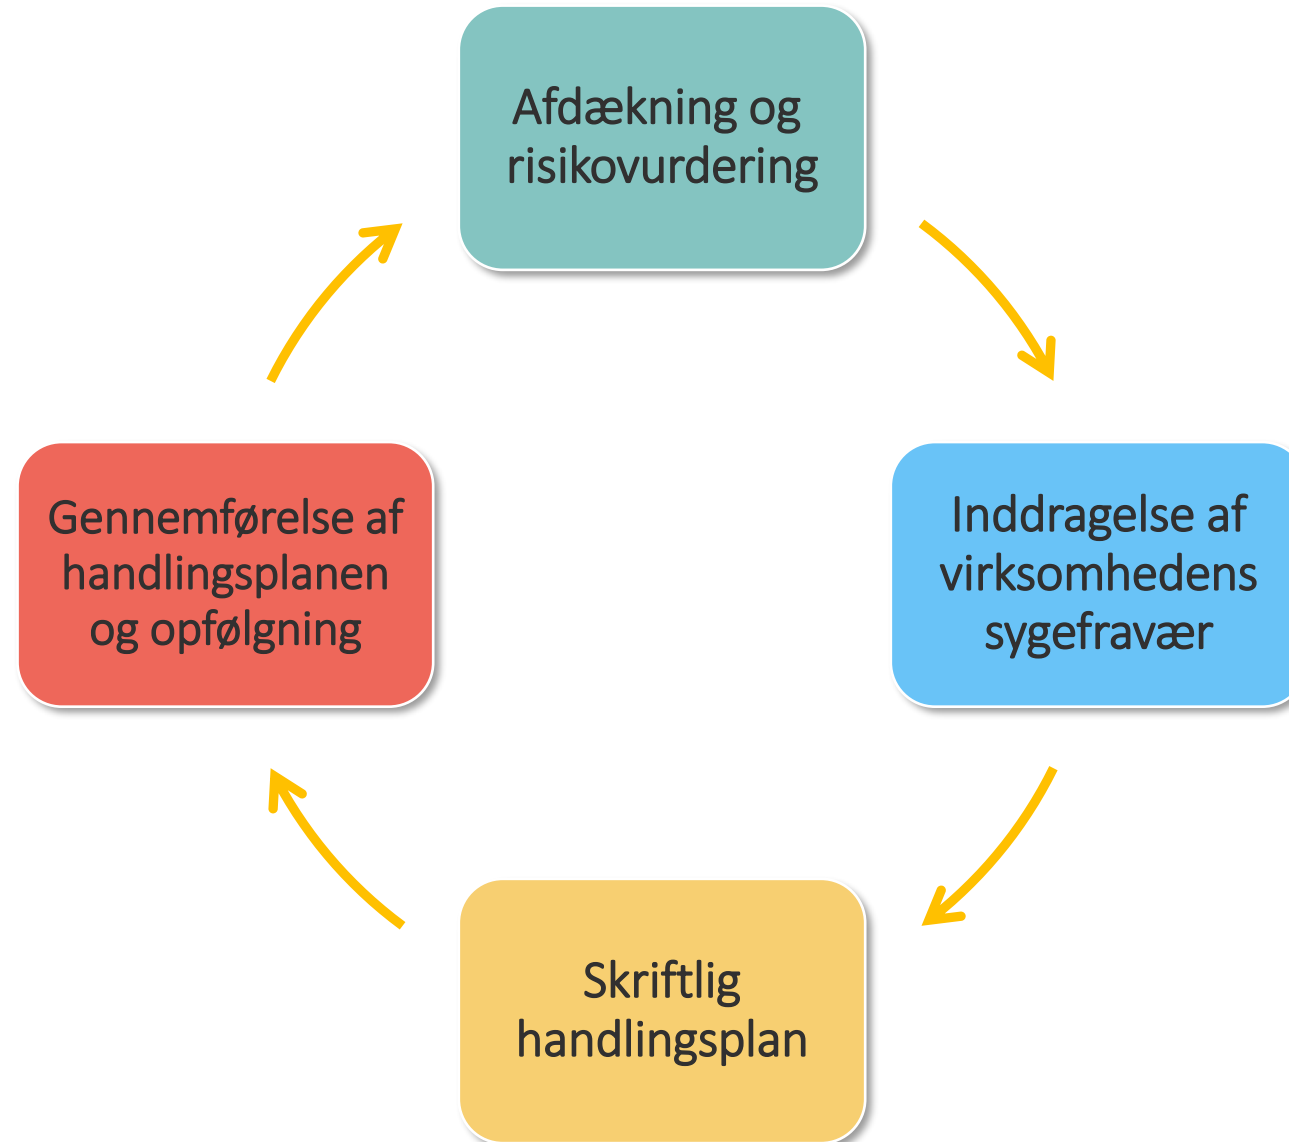 Afdækning og
risikovurdering
Inddragelse af
virksomhedens
sygefravær
Skriftlig
handlingsplan
Gennemførelse af
handlingsplanen
og opfølgning